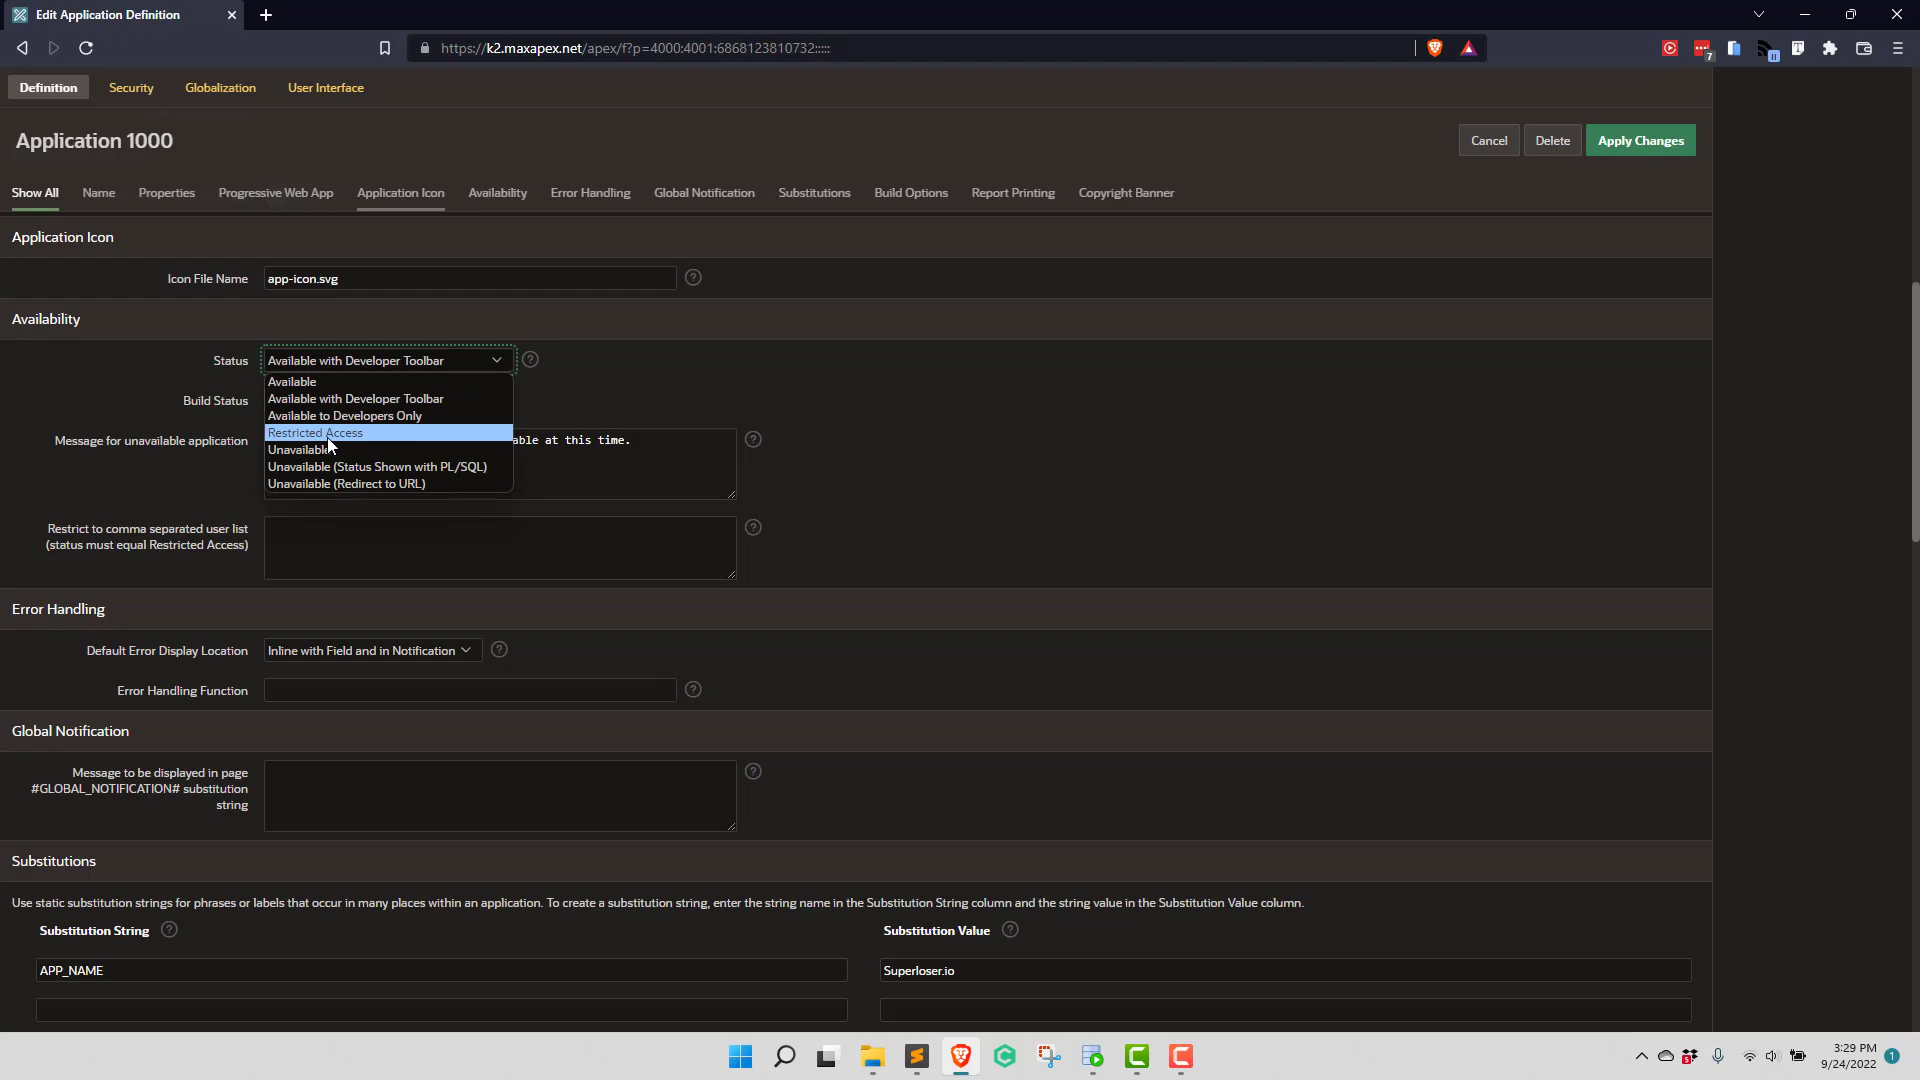 Edit Application Definition
https://k2.maxapex.net/apex/f?p=4000:4001:6868123810732:::::
7
Definition Security Globalization User Interface
Application 1000
Cancel Delete Apply Changes
Show All Name Properties Progressive Web App Application Icon Availability Error Handling Global Notification Substitutions Build Options Report Printing Copyright Banner
Application Icon
Icon File Name app-icon.svg
Availability
Status Available with Developer Toolbar
Available
Build Status Available with Developer Toolbar
Available to Developers Only
Restricted Access
Message for unavailable application able at this time.
Unavailable
Unavailable (Status Shown with PL/SQL)
Unavailable (Redirect to URL)
Restrict to comma separated user list
(status must equal Restricted Access)
Error Handling
Default Error Display Location Inline with Field and in Notification
Error Handling Function
Global Notification
Message to be displayed in page
#GLOBAL_NOTIFICATION# substitution
string
Substitutions
Use static substitution strings for phrases or labels that occur in many places within an application. To create a substitution string, enter the string name in the Substitution String column and the string value in the Substitution Value column.
Substitution String Substitution Value
APP_NAME Superloser.io
3:29 PM
9/24/2022
1